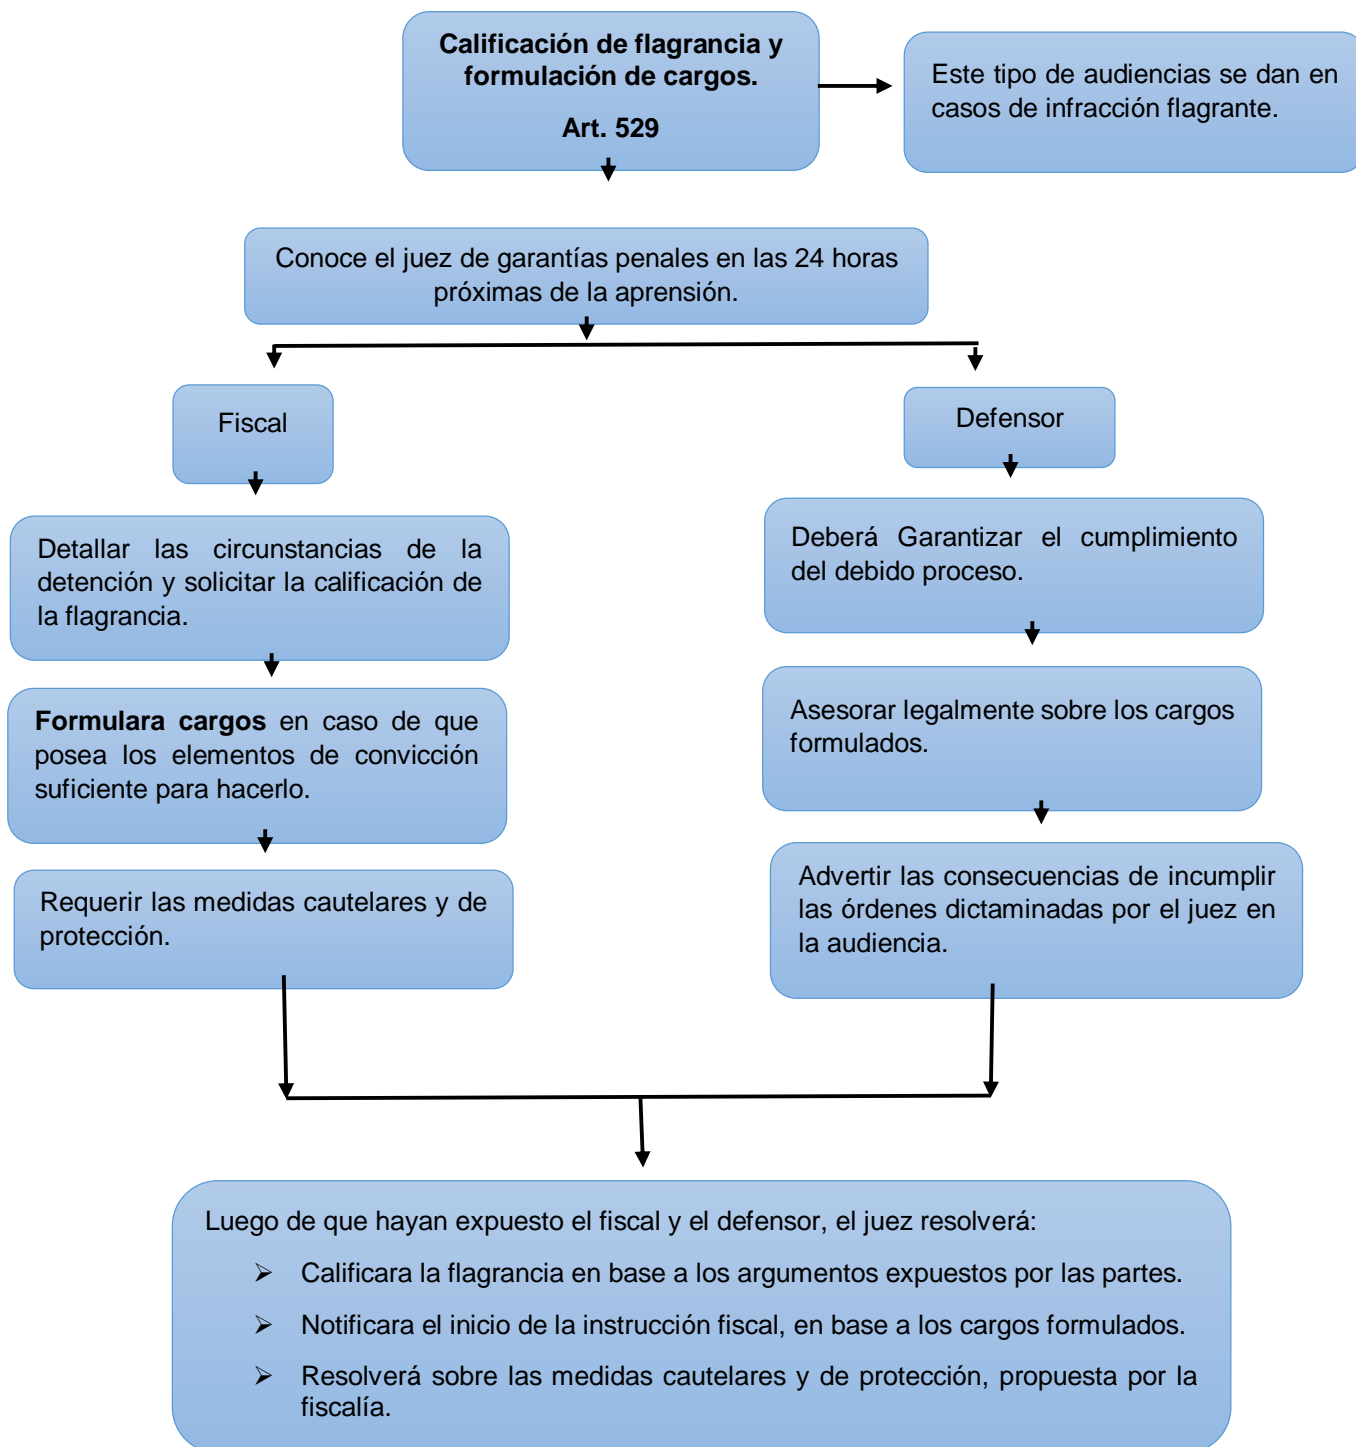 Calificación de flagrancia y
formulación de cargos.
Art. 529
Este tipo de audiencias se dan en
casos de infracción flagrante.
Conoce el juez de garantías penales en las 24 horas
próximas de la aprensión.
Fiscal
Defensor
Detallar las circunstancias de la
detención y solicitar la calificación de
la flagrancia.
Deberá Garantizar el cumplimiento
del debido proceso.
Formulara cargos en caso de que
posea los elementos de convicción
suficiente para hacerlo.
Asesorar legalmente sobre los cargos
formulados.
Requerir las medidas cautelares y de
protección.
Advertir las consecuencias de incumplir
las órdenes dictaminadas por el juez en
la audiencia.
Luego de que hayan expuesto el fiscal y el defensor, el juez resolverá:
➢ Calificara la flagrancia en base a los argumentos expuestos por las partes.
➢ Notificara el inicio de la instrucción fiscal, en base a los cargos formulados.
➢ Resolverá sobre las medidas cautelares y de protección, propuesta por la
fiscalía.